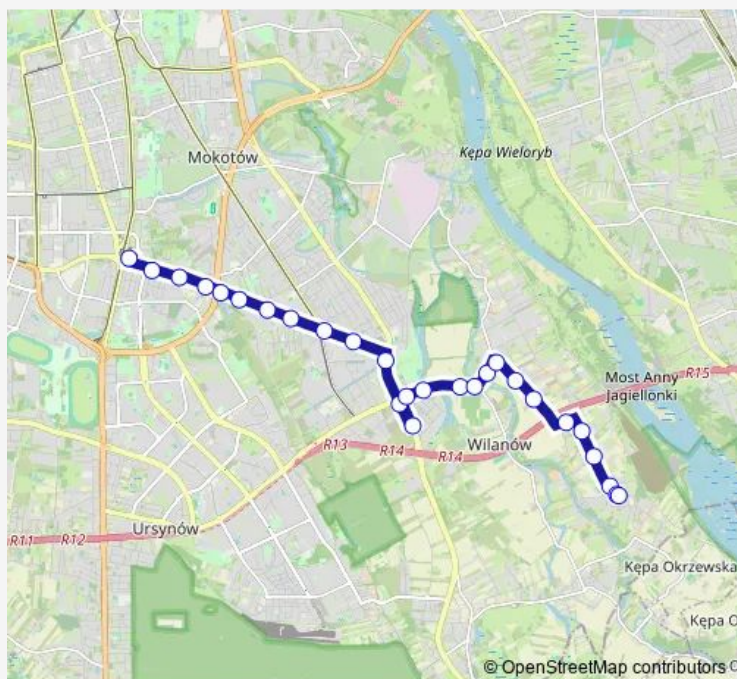 Mokotów
Kępa Wieloryb
Most Anny
Jagiellonki
R15
Wilanów
R13
R14
R14
Ursynów
R11
R12
Kępa Okrzewska
Kępa O
© OpenStreetMap contributors